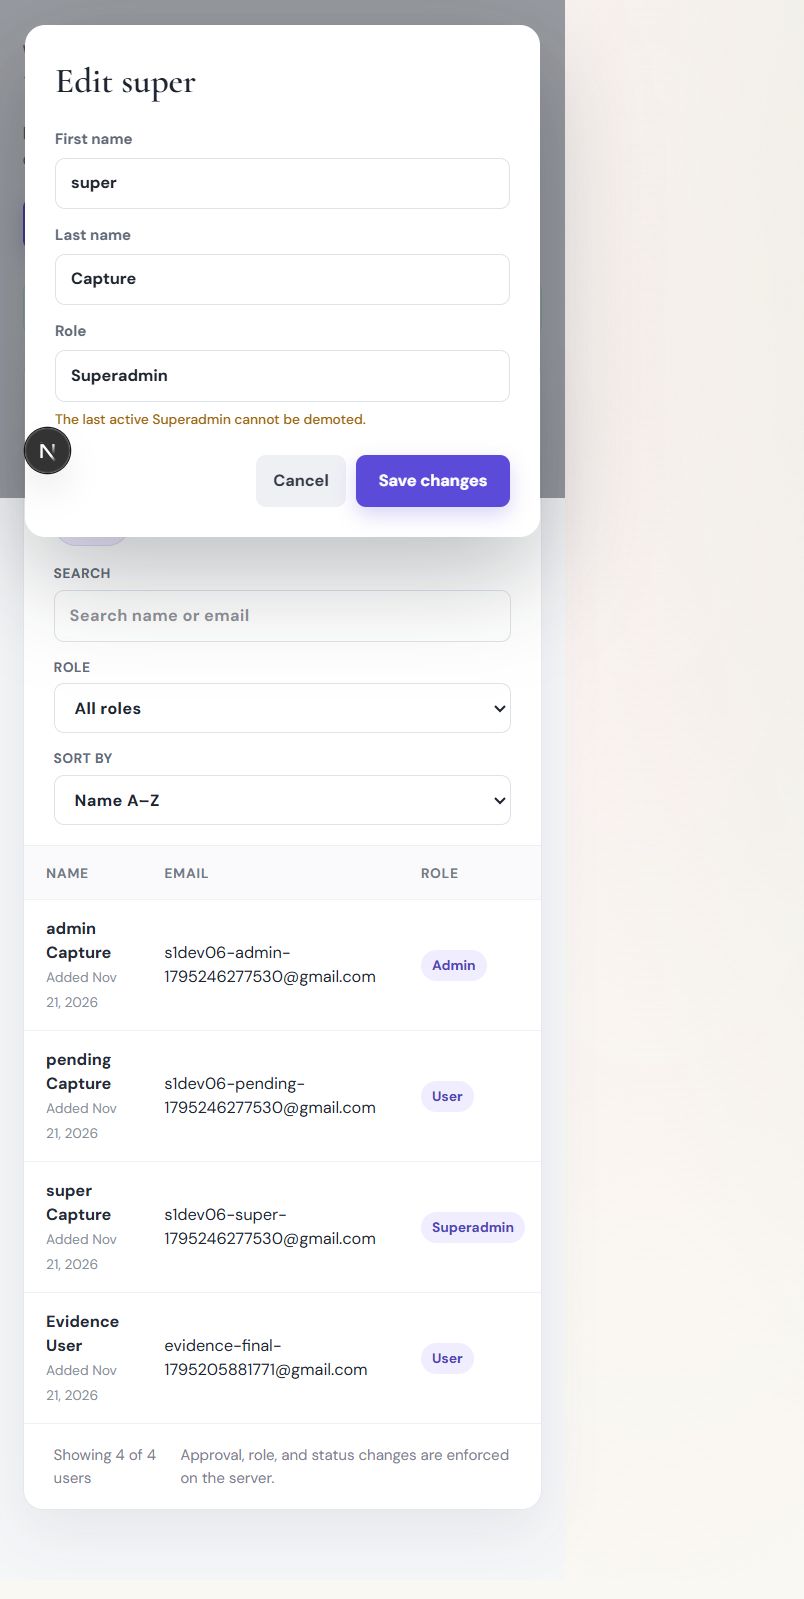 Edit super
First name
super
Last name
Capture
Role
Superadmin
The last active Superadmin cannot be demoted.
N
Cancel
Save changes
SEARCH
Search name or email
ROLE
All roles
SORT BY
Name A–Z
NAME EMAIL ROLE
admin
Capture
Added Nov
21, 2026
s1dev06-admin-
1795246277530@gmail.com
Admin
pending
Capture
Added Nov
21, 2026
s1dev06-pending-
1795246277530@gmail.com
User
super
Capture
Added Nov
21, 2026
s1dev06-super-
1795246277530@gmail.com
Superadmin
Evidence
User
Added Nov
21, 2026
evidence-final-
1795205881771@gmail.com
User
Showing 4 of 4
users
Approval, role, and status changes are enforced
on the server.